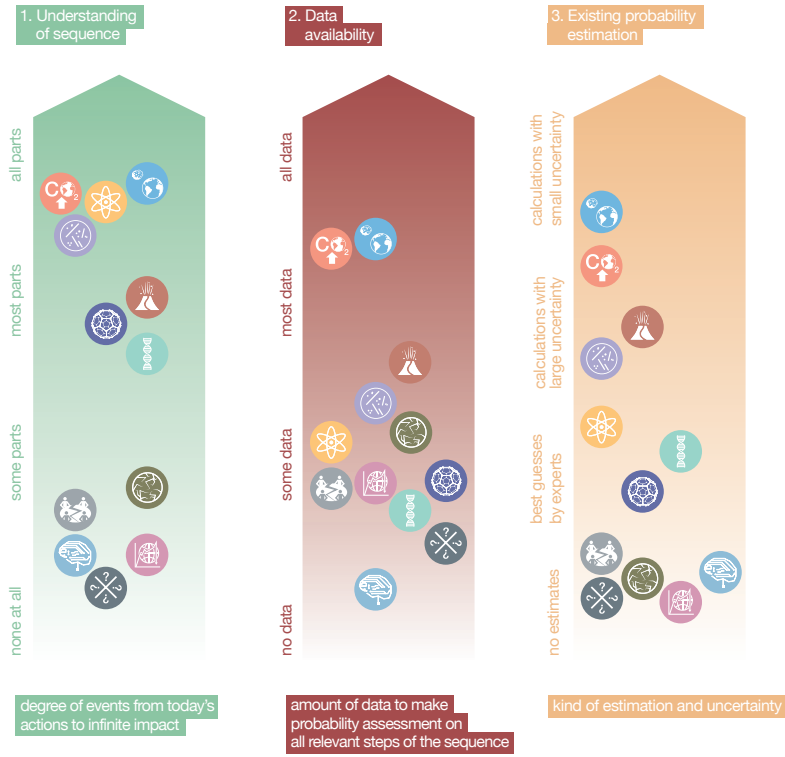 1. Understanding
of sequence
all parts
most parts
some parts
none at all
CO2
degree of events from today's
actions to infinite impact
2. Data
availability
all data
most data
some data
no data
CO2
amount of data to make
probability assessment on
all relevant steps of the sequence
3. Existing probability
estimation
calculations with
small uncertainty
calculations with
large uncertainty
best guesses
by experts
no estimates
CO2
kind of estimation and uncertainty
? ? ? ?
? ? ? ?
? ? ? ?